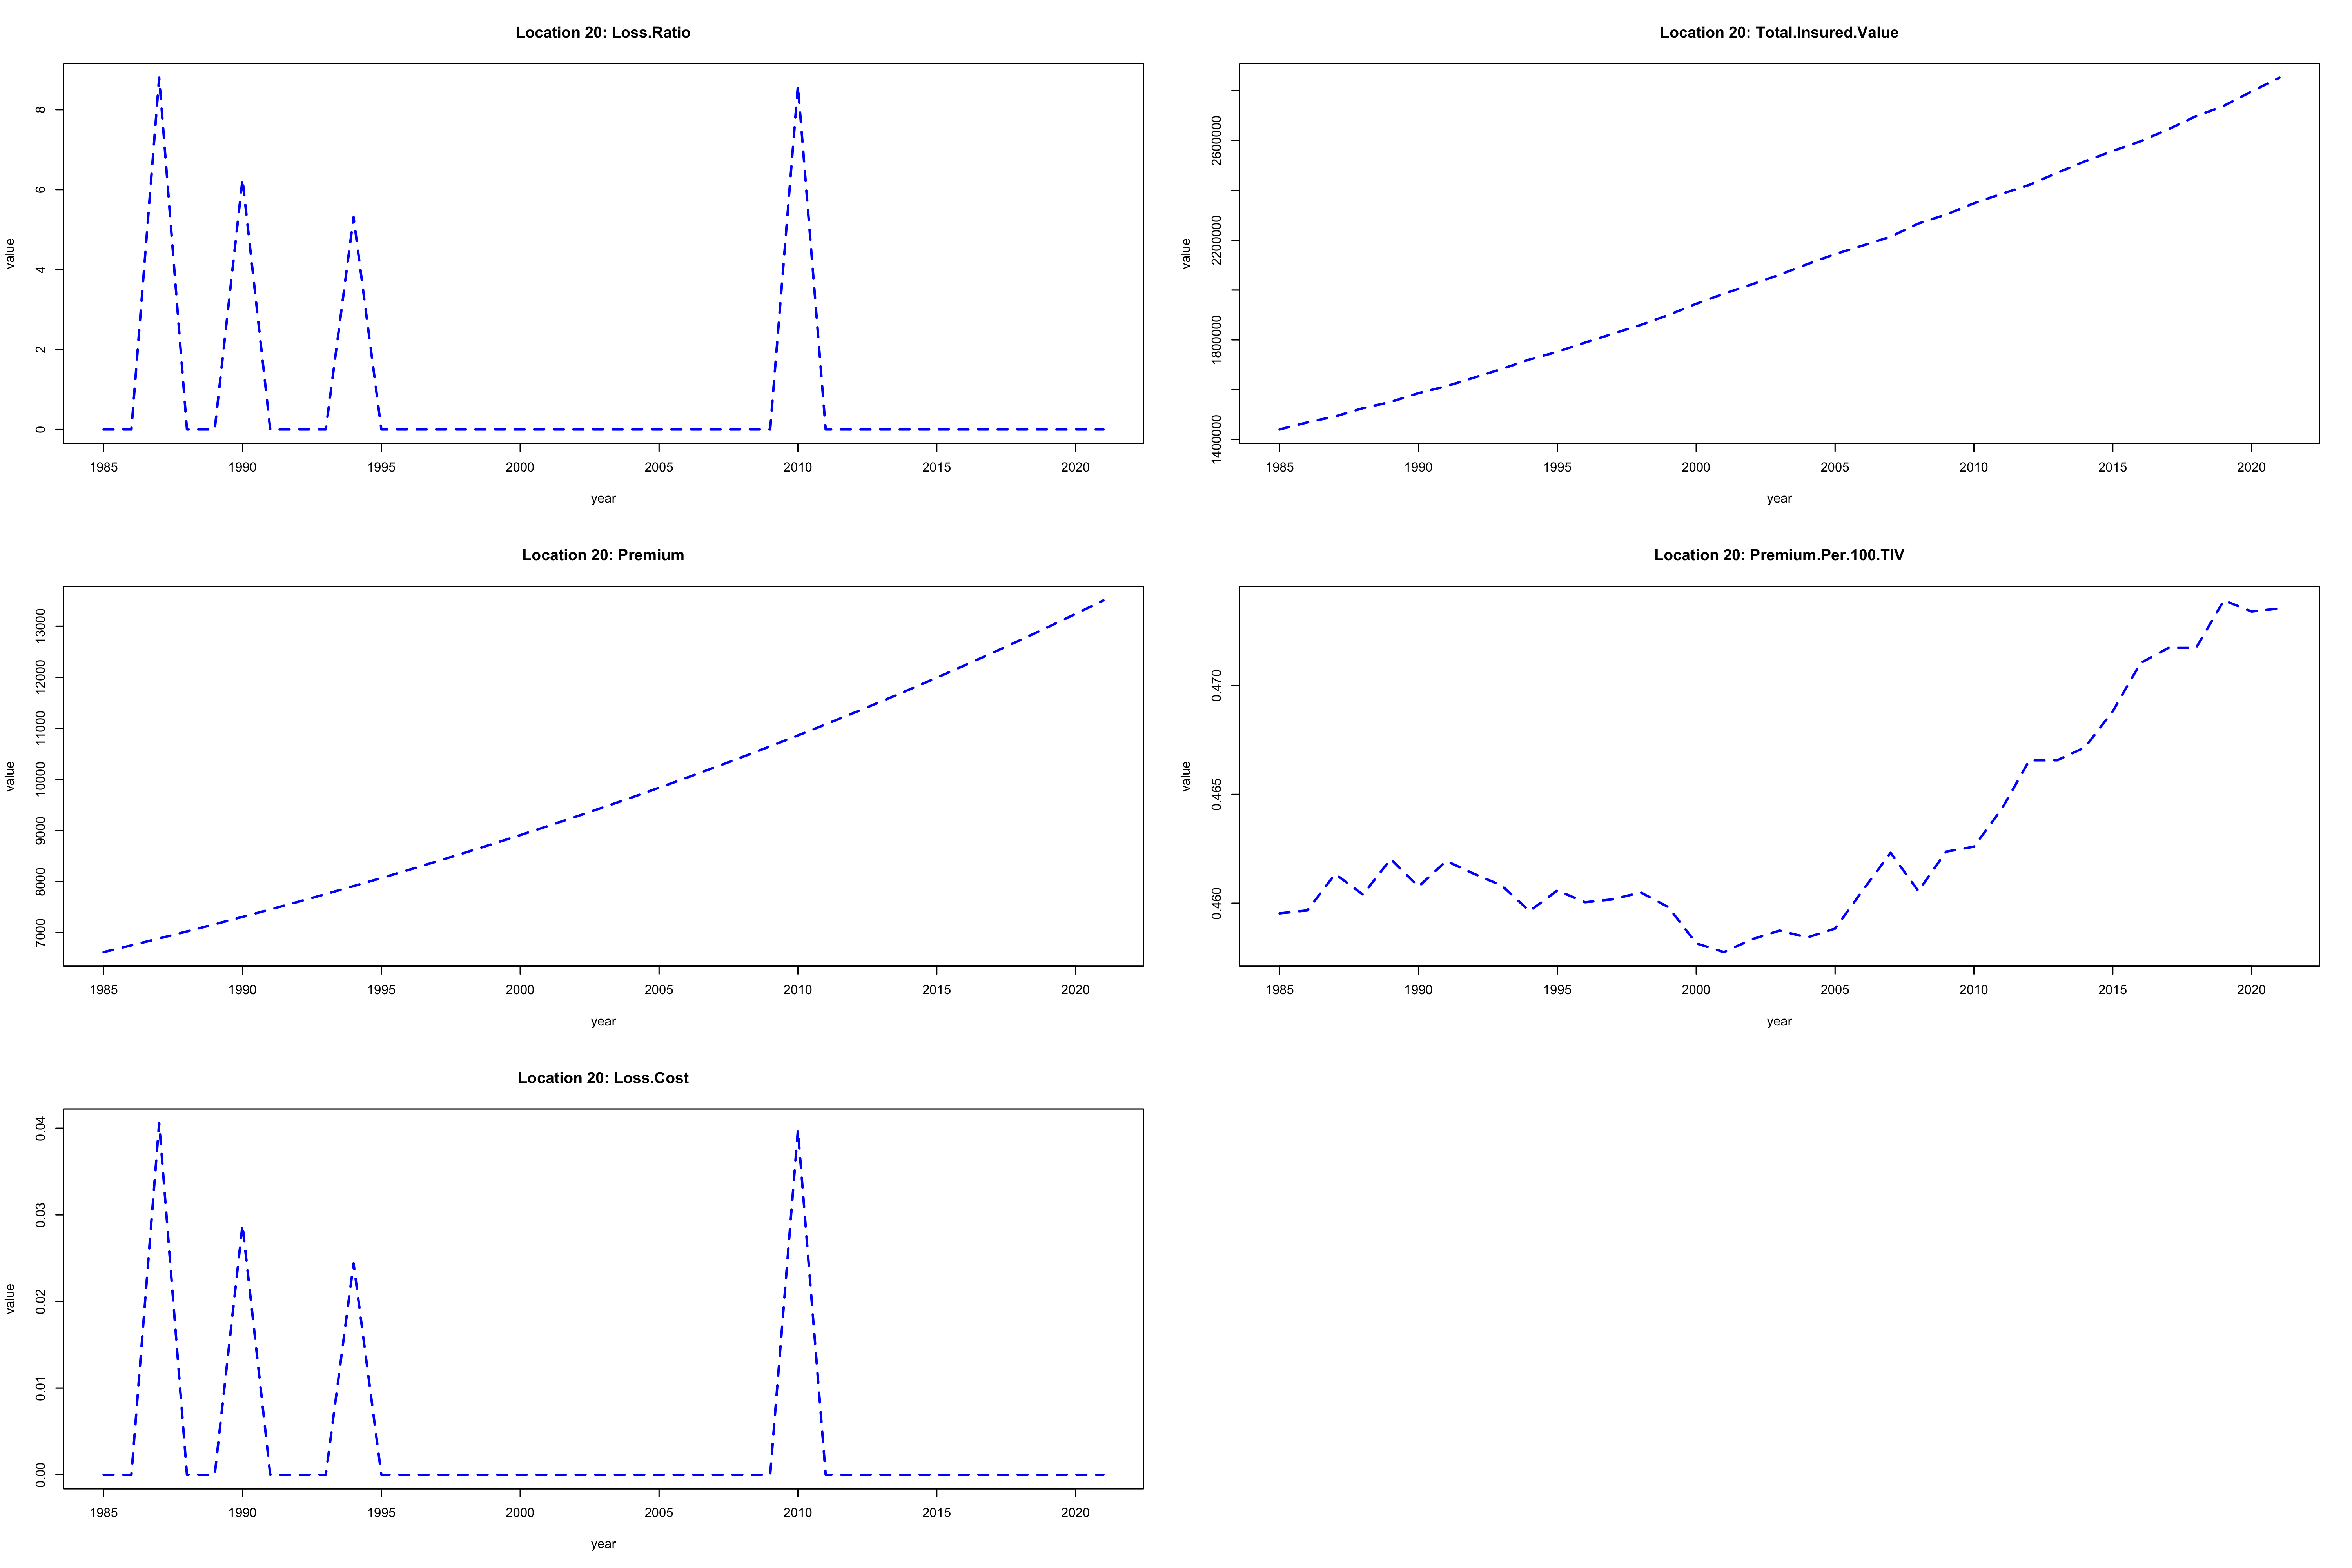 Location 20: Loss.Ratio
value
0 2 4 6 8
1985 1990 1995 2000 2005 2010 2015 2020
year
Location 20: Total.Insured.Value
value
1400000 1800000 2200000 2600000
1985 1990 1995 2000 2005 2010 2015 2020
year
Location 20: Premium
value
7000 8000 9000 10000 11000 12000 13000
1985 1990 1995 2000 2005 2010 2015 2020
year
Location 20: Premium.Per.100.TIV
value
0.460 0.465 0.470
1985 1990 1995 2000 2005 2010 2015 2020
year
Location 20: Loss.Cost
value
0.00 0.01 0.02 0.03 0.04
1985 1990 1995 2000 2005 2010 2015 2020
year